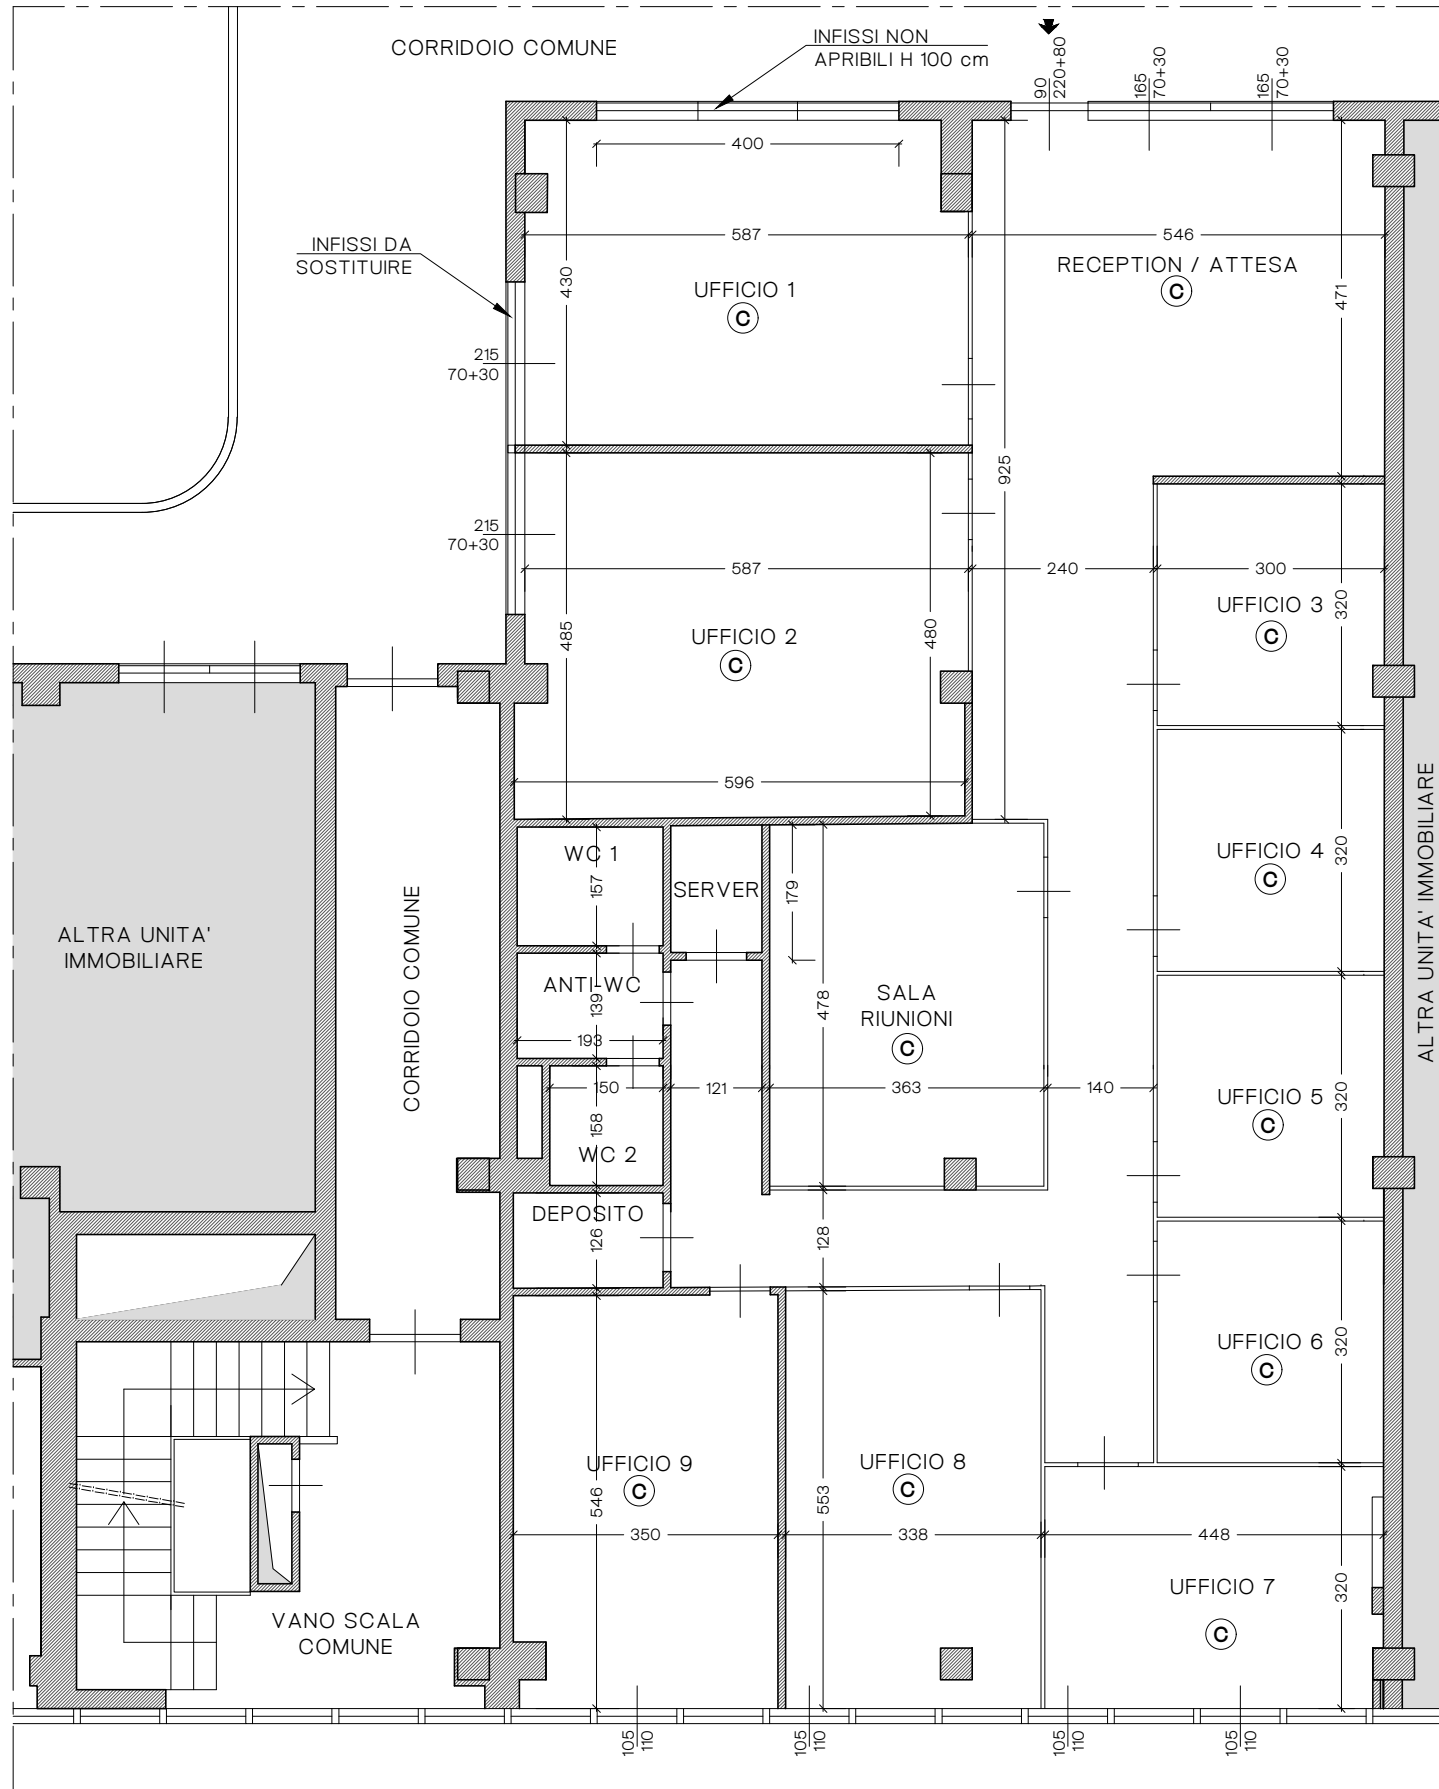 CORRIDOIO COMUNE
INFISSI NON
APRIBILI H 100 cm
90
220+80
165
70+30
165
70+30
400
INFISSI DA
SOSTITUIRE
587
546
430
UFFICIO 1
C
RECEPTION / ATTESA
C
471
215
70+30
925
215
70+30
587
240
300
485
UFFICIO 2
C
480
UFFICIO 3
C
320
596
ALTRA UNITA' IMMOBILIARE
WC 1
157
SERVER
179
UFFICIO 4
C
320
ALTRA UNITA'
IMMOBILIARE
CORRIDOIO COMUNE
ANTI-WC
139
193
478
SALA
RIUNIONI
C
150
121
363
140
UFFICIO 5
C
320
158
WC 2
DEPOSITO
126
128
UFFICIO 6
C
320
UFFICIO 9
C
546
350
UFFICIO 8
C
553
338
448
UFFICIO 7
C
320
VANO SCALA
COMUNE
105
110
105
110
105
110
105
110